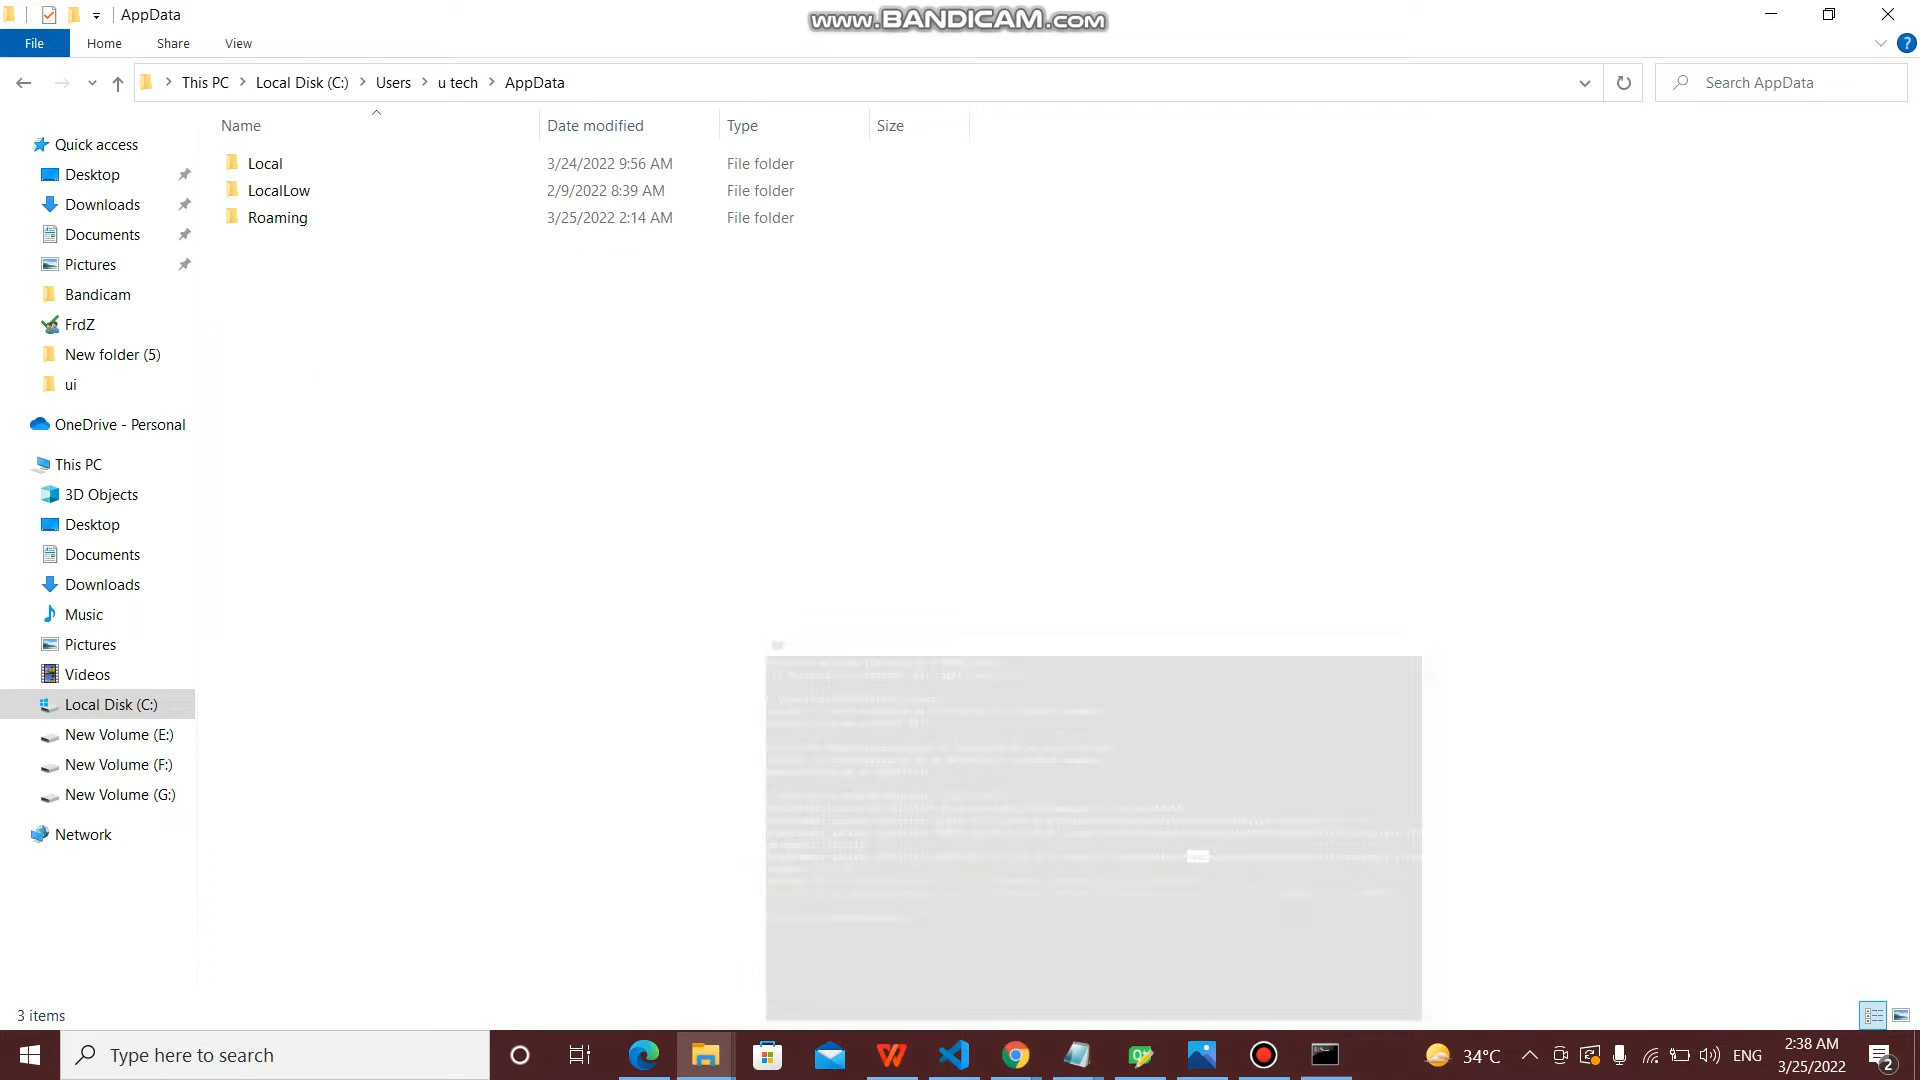 AppData
www.BANDICAM.com
File Home Share View
This PC Local Disk (C:) Users u tech AppData
Search AppData
Name Date modified Type Size
Local 3/24/2022 9:56 AM File folder
LocalLow 2/9/2022 8:39 AM File folder
Roaming 3/25/2022 2:14 AM File folder
Quick access
Desktop
Downloads
Documents
Pictures
Bandicam
FrdZ
New folder (5)
ui
OneDrive - Personal
This PC
3D Objects
Desktop
Documents
Downloads
Music
Pictures
Videos
Local Disk (C:)
New Volume (E:)
New Volume (F:)
New Volume (G:)
Network
3 items
Type here to search
34°C
ENG
2:38 AM
3/25/2022
2